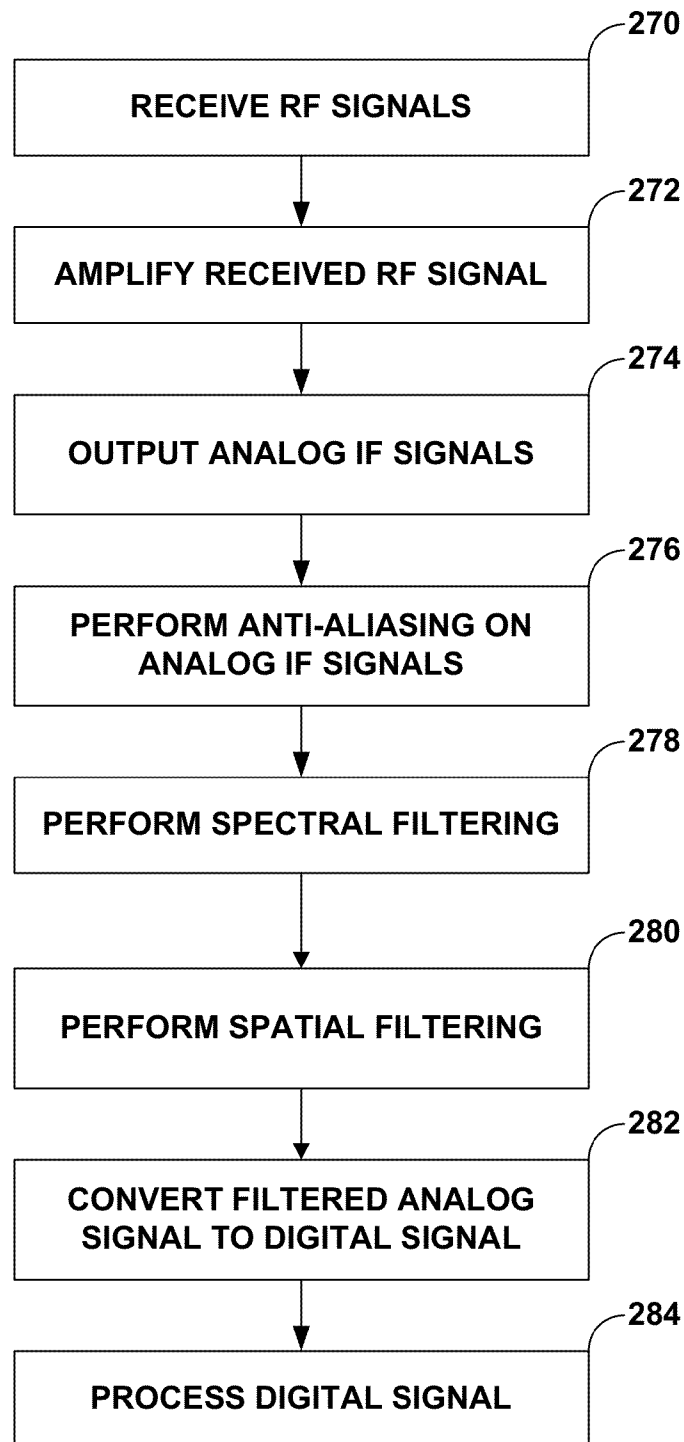 270
RECEIVE RF SIGNALS
272
AMPLIFY RECEIVED RF SIGNAL
274
OUTPUT ANALOG IF SIGNALS
276
PERFORM ANTI-ALIASING ON
ANALOG IF SIGNALS
278
PERFORM SPECTRAL FILTERING
280
PERFORM SPATIAL FILTERING
282
CONVERT FILTERED ANALOG
SIGNAL TO DIGITAL SIGNAL
284
PROCESS DIGITAL SIGNAL